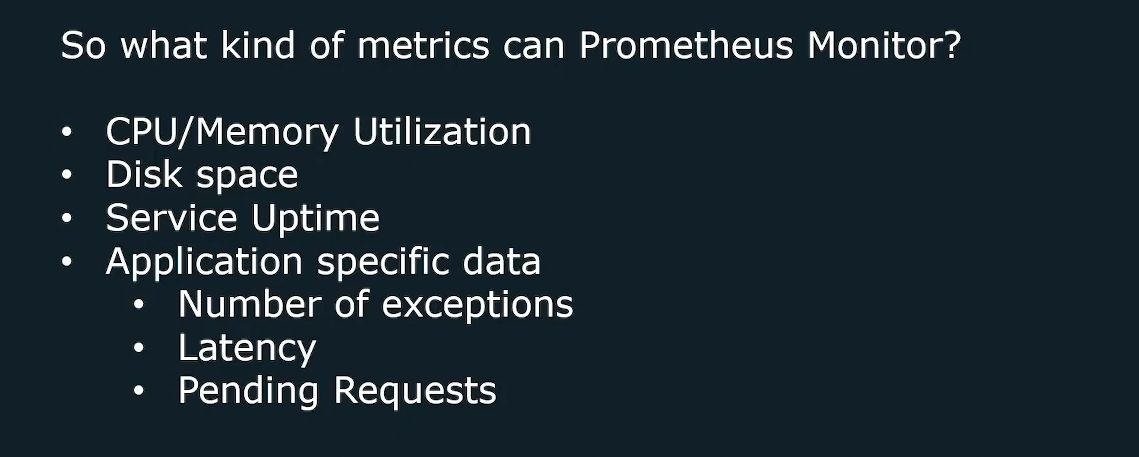 So what kind of metrics can Prometheus Monitor?
• CPU/Memory Utilization
• Disk space
• Service Uptime
• Application specific data
• Number of exceptions
• Latency
• Pending Requests